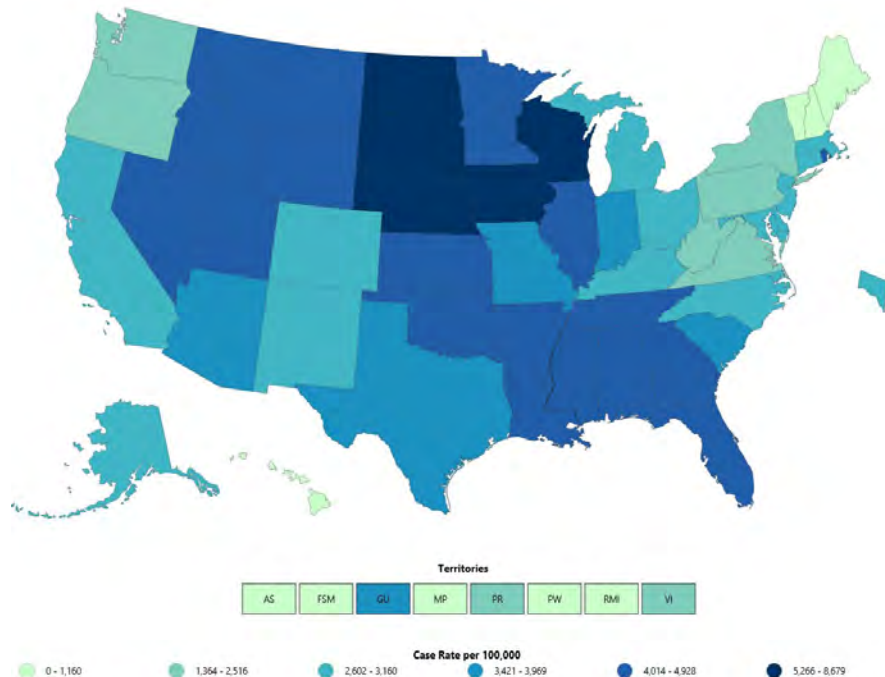 Territories
AS FSM GU MP PR PW RMI VI
Case Rate per 100,000
0 - 1,160 1,364 - 2,516 2,602 - 3,160 3,421 - 3,969 4,014 - 4,928 5,266 - 8,679